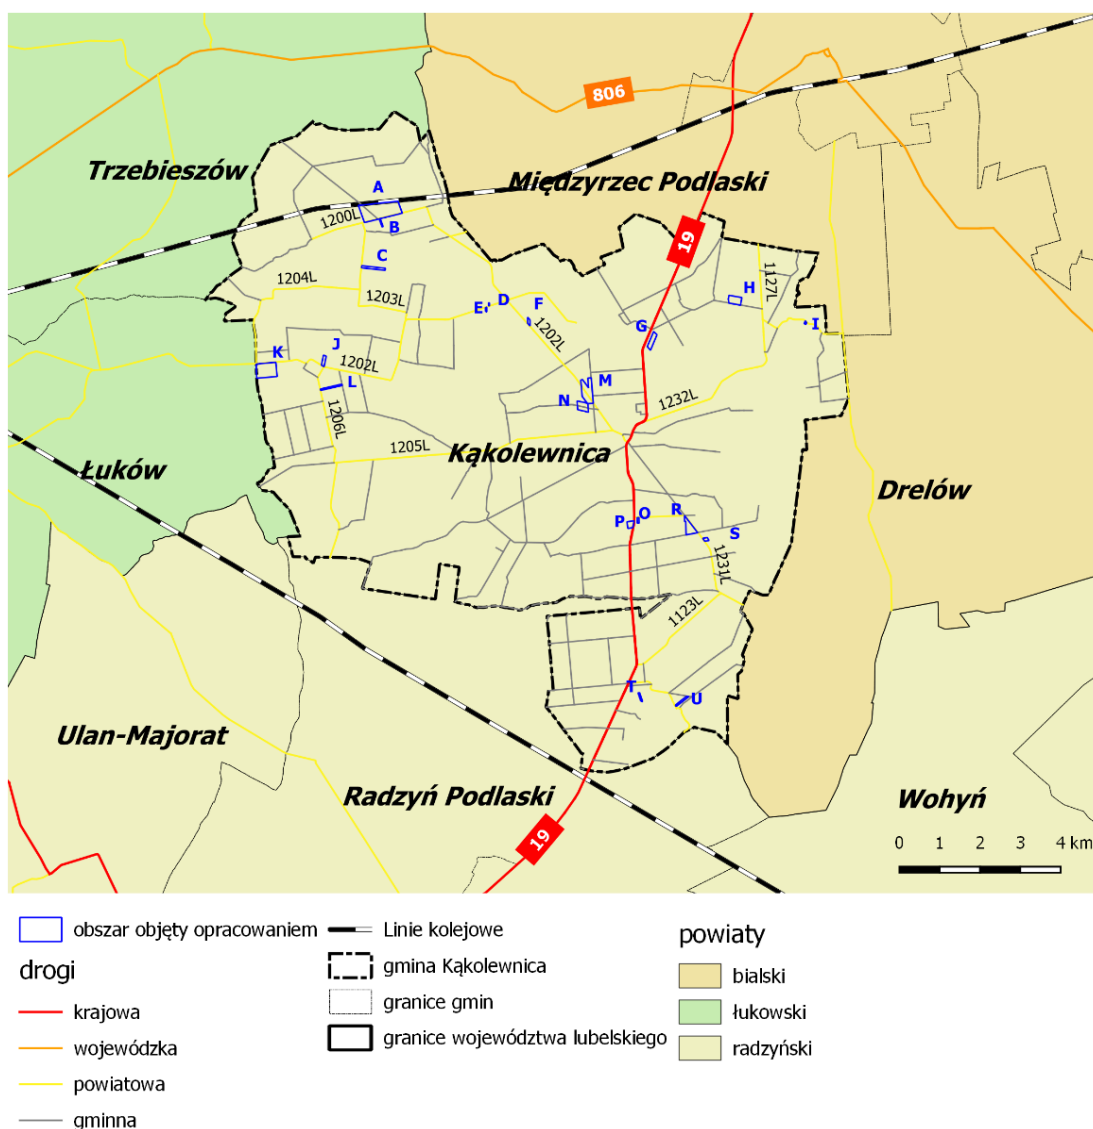 806
Trzebieszów
Międzyrzec Podlaski
A
1200L
B
19
C
1204L
1203L
1127L
H
E
D
F
1202L
G
I
K
J
1202L
L
M
N
1206L
1232L
1205L
Kąkolewnica
Łuków
Drelów
P
O
R
S
1231L
1123L
T
U
Ulan-Majorat
Radzyń Podlaski
Wohyń
19
0 1 2 3 4 km
obszar objęty opracowaniem
drogi
krajowa
wojewódzka
powiatowa
gminna
Linie kolejowe
gmina Kąkolewnica
granice gmin
granice województwa lubelskiego
powiaty
bialski
łukowski
radzyński